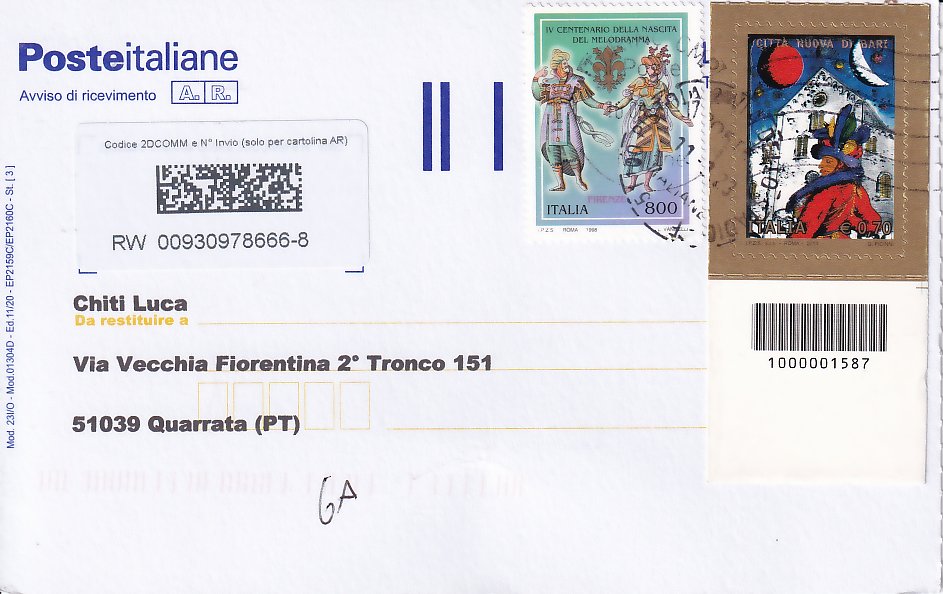 Posteitaliane
Avviso di ricevimento A. R.
Codice 2DCOMM e N° Invio (solo per cartolina AR)
RW 00930978666-8
Chiti Luca
Da restituire a
Via Vecchia Fiorentina 2° Tronco 151
51039 Quarrata (PT)
6A
Mod. 23I/O - Mod.01304D - Ed.11/20 - EP2159C/EP2160C - St. [ 3 ]
IV CENTENARIO DELLA NASCITA
DEL MELODRAMMA
FIRENZE
ITALIA 800
I.P.Z.S. ROMA 1998
CITTÀ NUOVA DI BARI
ITALIA € 0,70
1000001587